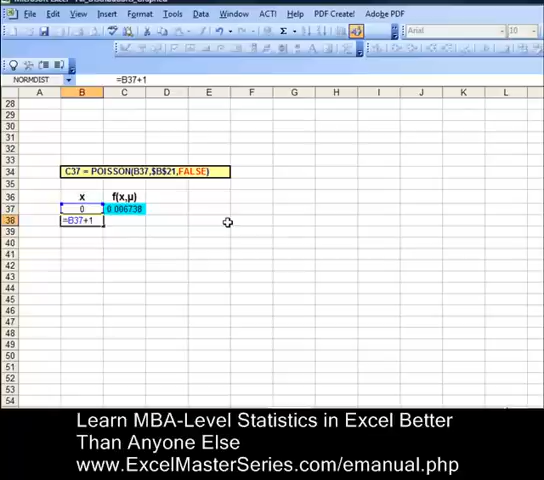 File Edit View Insert Format Tools Data Window ACT! Help PDF Create! Adobe PDF
Arial 10
NORMDIST =B37+1
A B C D E F G H I J K L
28
29
30
31
32
33
34 C37 = POISSON(B37,$B$21,FALSE)
35
36 x f(x,µ)
37 0 0.006738
38 =B37+1
39
40
41
42
43
44
45
46
47
48
49
50
51
52
53
54
Learn MBA-Level Statistics in Excel Better
Than Anyone Else
www.ExcelMasterSeries.com/emanual.php